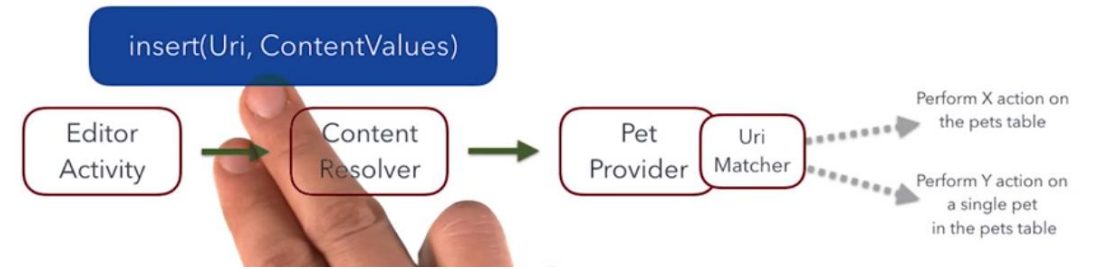 insert(Uri, ContentValues)
Editor
Activity
Content
Resolver
Pet
Provider
Uri
Matcher
Perform X action on
the pets table
Perform Y action on
a single pet
in the pets table